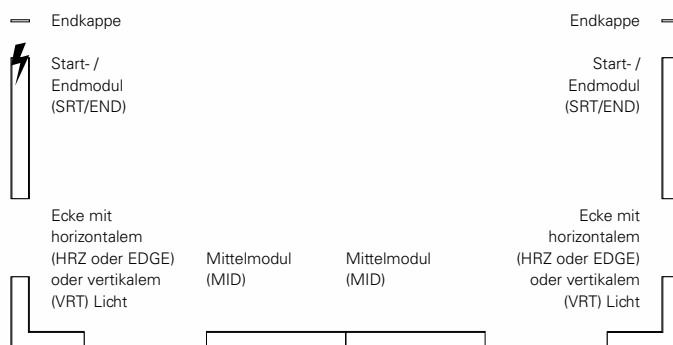 Endkappe
Endkappe
Start- /
Endmodul
(SRT/END)
Start- /
Endmodul
(SRT/END)
Ecke mit
horizontalem
(HRZ oder EDGE)
oder vertikalem
(VRT) Licht
Mittelmodul
(MID)
Mittelmodul
(MID)
Ecke mit
horizontalem
(HRZ oder EDGE)
oder vertikalem
(VRT) Licht